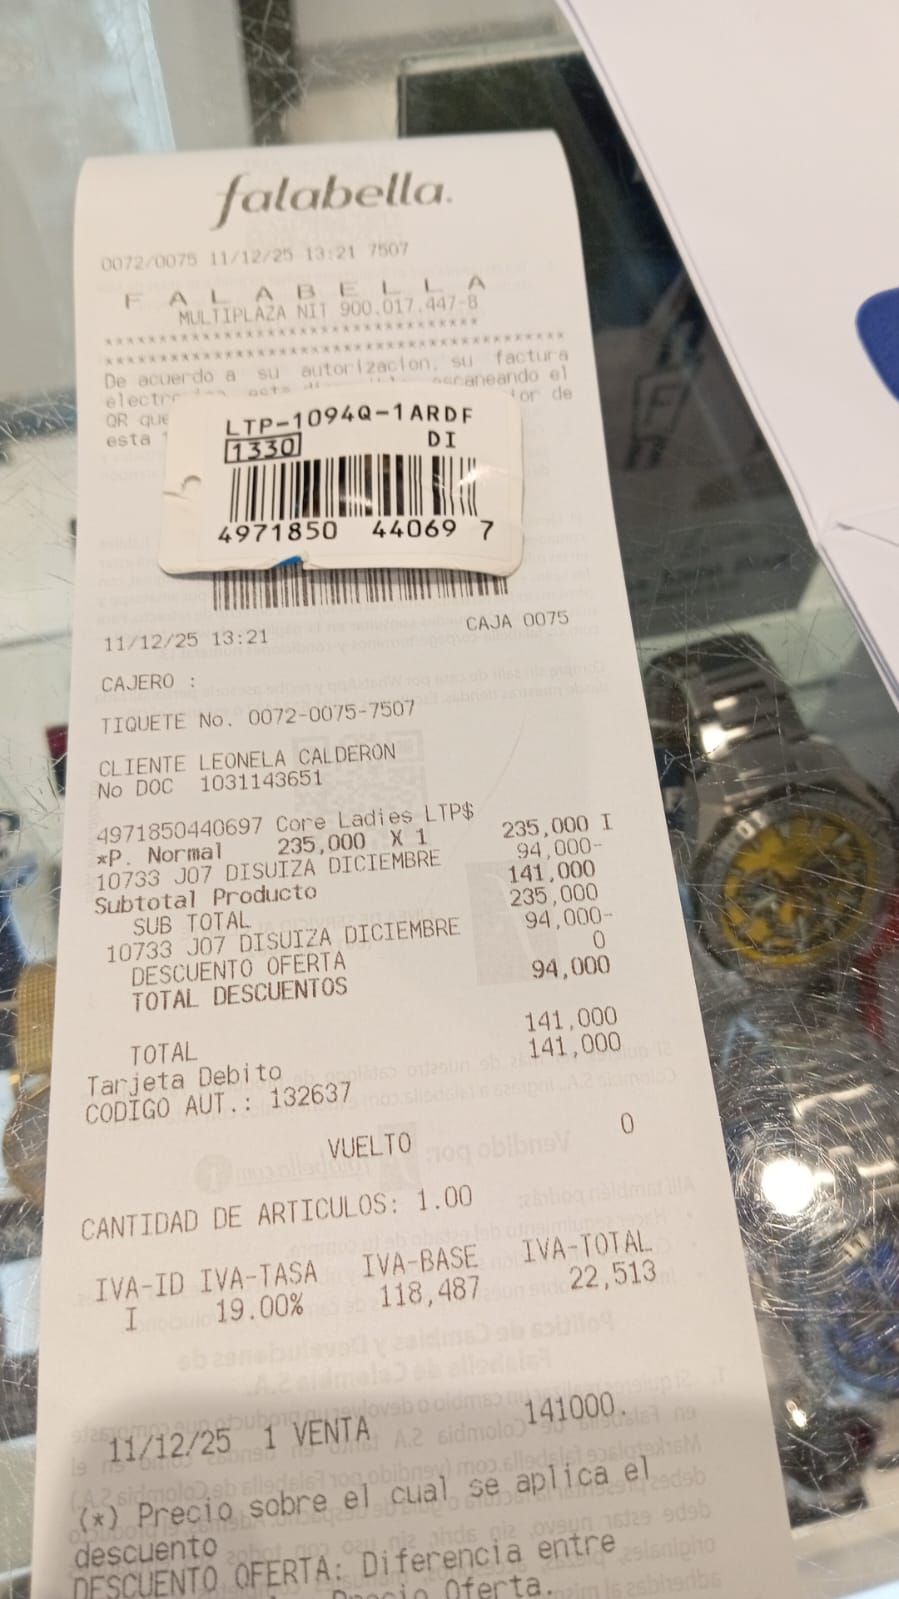 falabella.
0072/0075 11/12/25 13:21 7507
F A L A B E L L A
MULTIPLAZA NIT 900.017.447-8
De acuerdo a su autorizacion, su factura
escaneando el
QR que
esta
LTP-1094Q-1ARDF
1330 DI
4971850 44069 7
11/12/25 13:21 CAJA 0075
CAJERO :
TIQUETE No. 0072-0075-7507
CLIENTE LEONELA CALDERON
No DOC 1031143651
4971850440697 Core Ladies LTP$
*P. Normal 235,000 X 1 235,000 I
10733 J07 DISUIZA DICIEMBRE 94,000-
Subtotal Producto 141,000
SUB TOTAL 235,000
10733 J07 DISUIZA DICIEMBRE 94,000-
DESCUENTO OFERTA 0
TOTAL DESCUENTOS 94,000
TOTAL 141,000
Tarjeta Debito 141,000
CODIGO AUT.: 132637
VUELTO 0
CANTIDAD DE ARTICULOS: 1.00
IVA-ID IVA-TASA IVA-BASE IVA-TOTAL
I 19.00% 118,487 22,513
11/12/25 1 VENTA 141000.
(*) Precio sobre el cual se aplica el
descuento
DESCUENTO OFERTA: Diferencia entre
Precio Oferta.